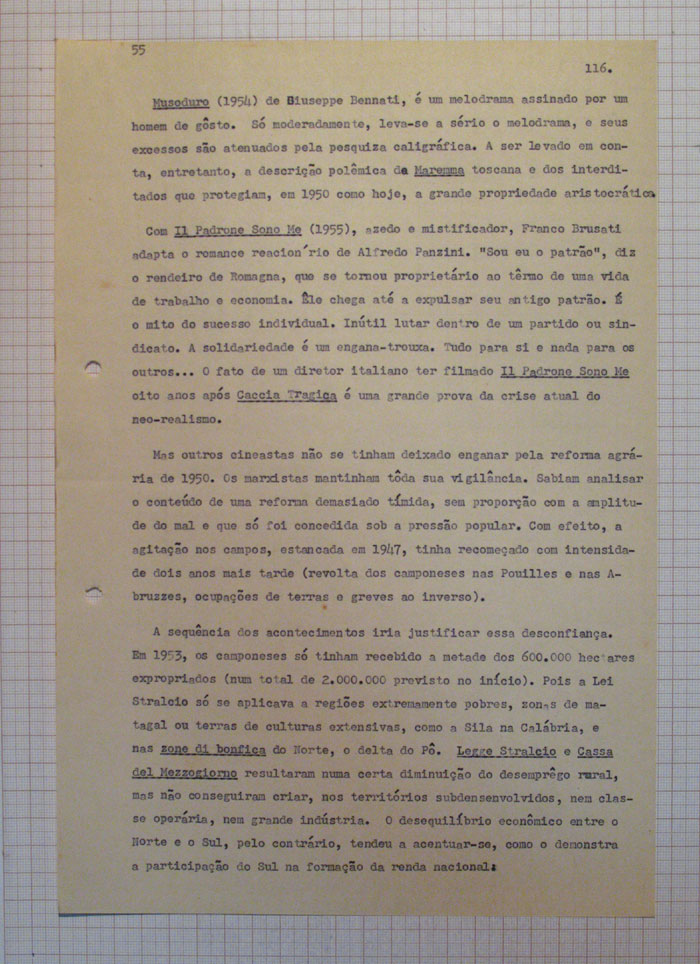 55
116.
Musoduro (1954) de Giuseppe Bennati, é um melodrama assinado por um
homem de gôsto. Só moderadamente, leva-se a sério o melodrama, e seus
excessos são atenuados pela pesquiza caligráfica. A ser levado em con-
ta, entretanto, a descrição polêmica da Maremma toscana e dos interdi-
tados que protegiam, em 1950 como hoje, a grande propriedade aristocrática
Com Il Padrone Sono Me (1955), azedo e mistificador, Franco Brusati
adapta o romance reacion´rio de Alfredo Panzini. "Sou eu o patrão", diz
o rendeiro de Romagna, que se tornou proprietário ao têrmo de uma vida
de trabalho e economia. Êle chega até a expulsar seu antigo patrão. É
o mito do sucesso individual. Inútil lutar dentro de um partido ou sin-
dicato. A solidariedade é um engana-trouxa. Tudo para si e nada para os
outros... O fato de um diretor italiano ter filmado Il Padrone Sono Me
oito anos após Caccia Tragica é uma grande prova da crise atual do
neo-realismo.
Mas outros cineastas não se tinham deixado enganar pela reforma agrá-
ria de 1950. Os marxistas mantinham tôda sua vigilância. Sabiam analisar
o conteúdo de uma reforma demasiado tímida, sem proporção com a amplitu-
de do mal e que só foi concedida sob a pressão popular. Com efeito, a
agitação nos campos, estancada em 1947, tinha recomeçado com intensida-
de dois anos mais tarde (revolta dos camponeses nas Pouilles e nas A-
bruzzes, ocupações de terras e greves ao inverso).
A sequência dos acontecimentos iria justificar essa desconfiança.
Em 1953, os camponeses só tinham recebido a metade dos 600.000 hectares
expropriados (num total de 2.000.000 previsto no início). Pois a Lei
Stralcio só se aplicava a regiões extremamente pobres, zonas de ma-
tagal ou terras de culturas extensivas, como a Sila na Calábria, e
nas zone di bonfica do Norte, o delta do Pô. Legge Stralcio e Cassa
del Mezzogiorno resultaram numa certa diminuição do desemprêgo rural,
mas não conseguiram criar, nos territórios subdensenvolvidos, nem clas-
se operária, nem grande indústria. O desequilíbrio econômico entre o
Norte e o Sul, pelo contrário, tendeu a acentuar-se, como o demonstra
a participação do Sul na formação da renda nacional: